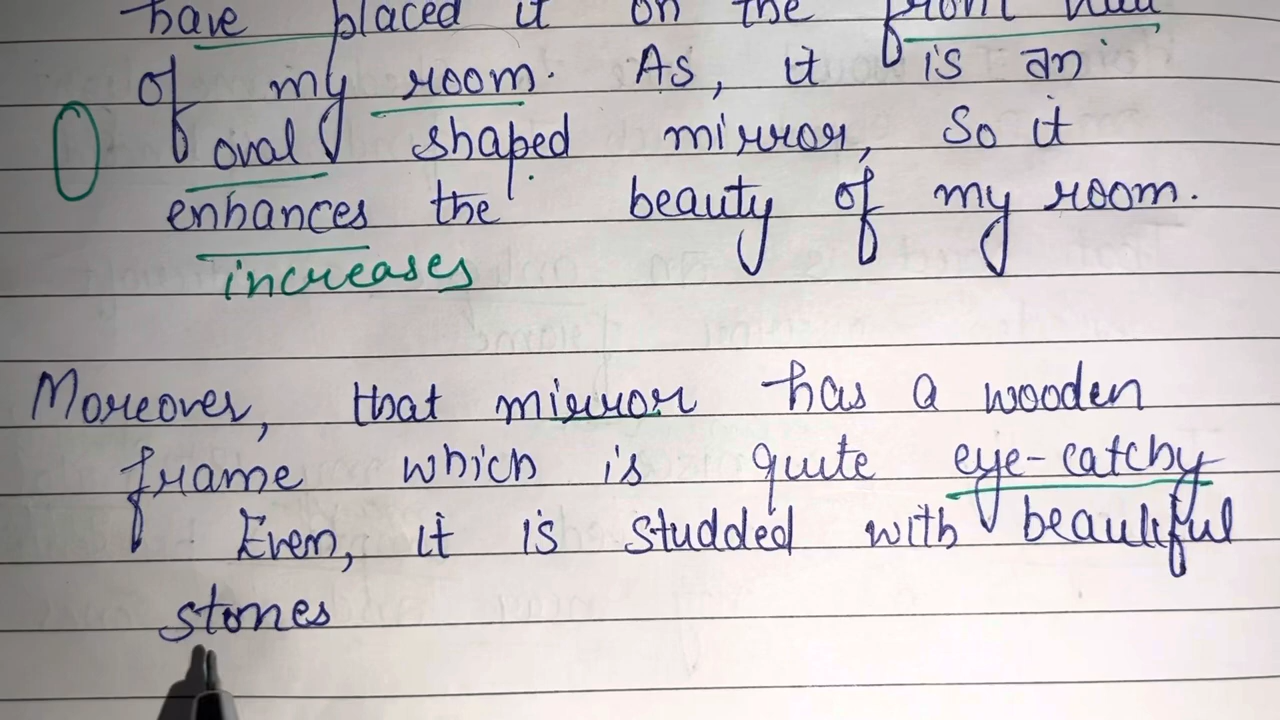 have placed it on the front wall
of my room. As, it is an
oval shaped mirror, So it
enhances the beauty of my room.
increases
Moreover, that mirror has a wooden
frame which is quite eye-catchy
Even, it is studded with beautiful
stones